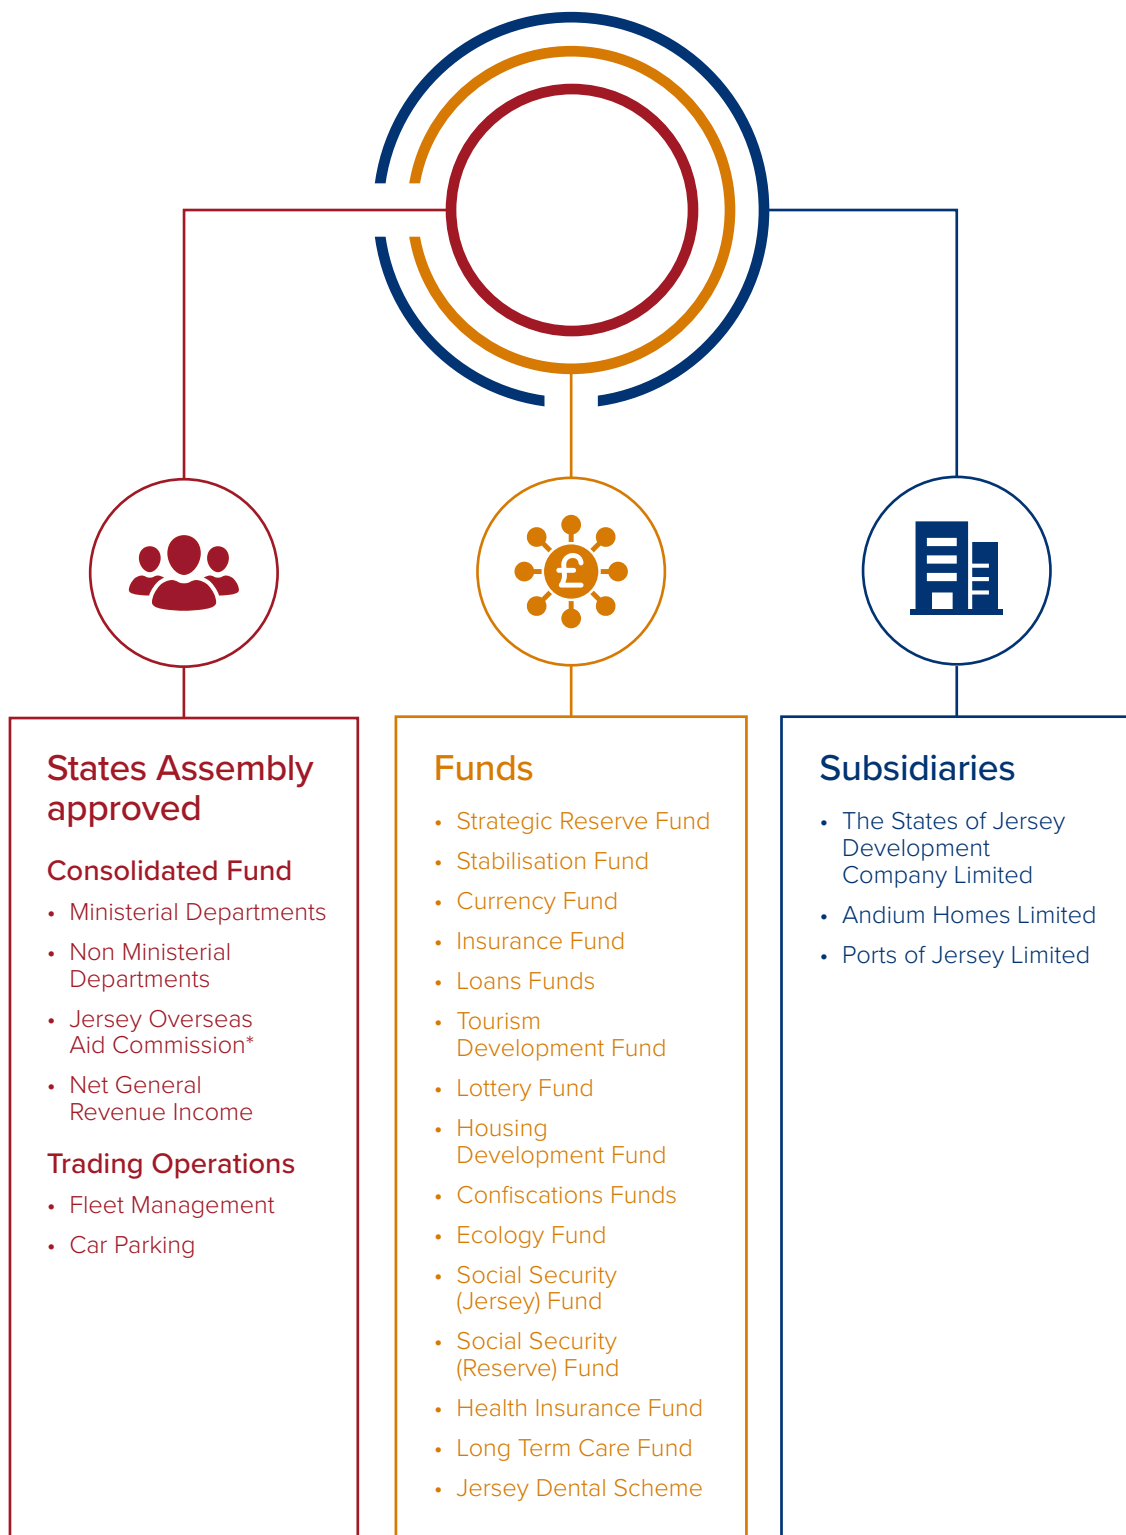 £
States Assembly
approved
Consolidated Fund
• Ministerial Departments
• Non Ministerial
Departments
• Jersey Overseas
Aid Commission*
• Net General
Revenue Income
Trading Operations
• Fleet Management
• Car Parking
Funds
• Strategic Reserve Fund
• Stabilisation Fund
• Currency Fund
• Insurance Fund
• Loans Funds
• Tourism
Development Fund
• Lottery Fund
• Housing
Development Fund
• Confiscations Funds
• Ecology Fund
• Social Security
(Jersey) Fund
• Social Security
(Reserve) Fund
• Health Insurance Fund
• Long Term Care Fund
• Jersey Dental Scheme
Subsidiaries
• The States of Jersey
Development
Company Limited
• Andium Homes Limited
• Ports of Jersey Limited